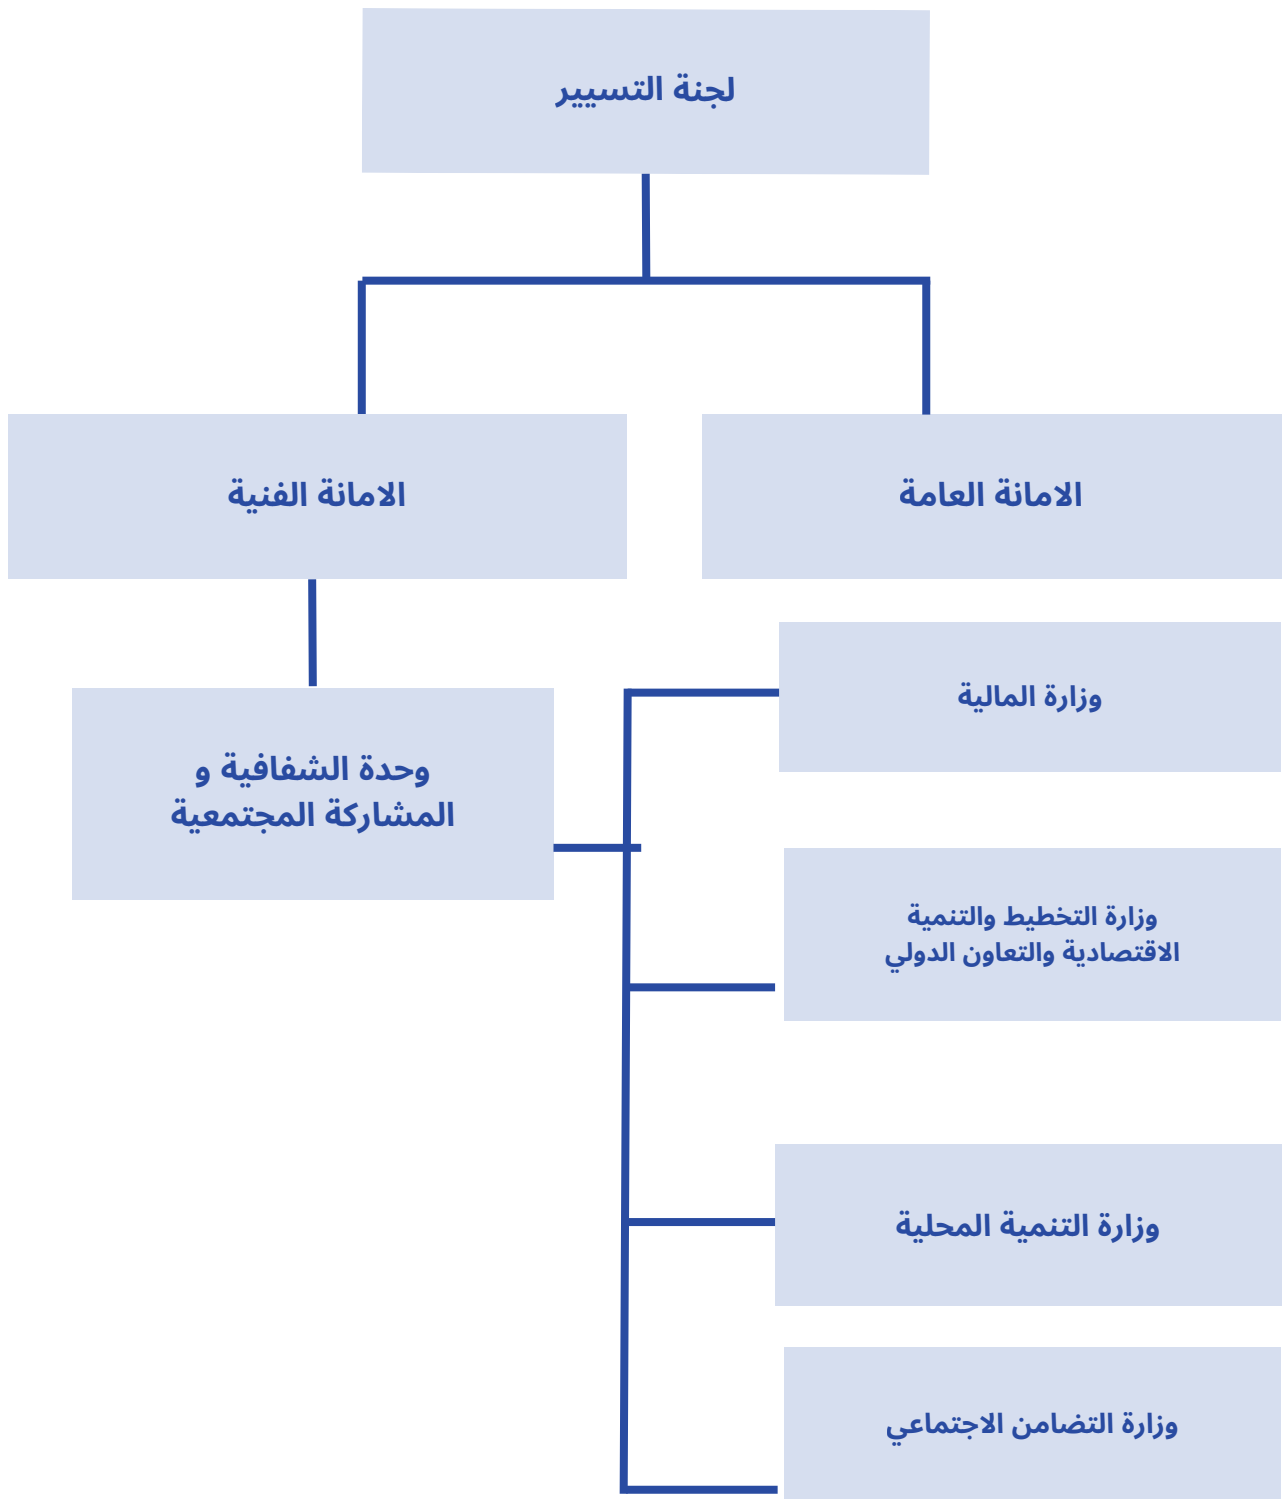 لجنة التسيير
الامانة العامة
الامانة الفنية
وزارة المالية
وحدة الشفافية و
المشاركة المجتمعية
وزارة التخطيط والتنمية
الاقتصادية والتعاون الدولي
وزارة التنمية المحلية
وزارة التضامن الاجتماعي